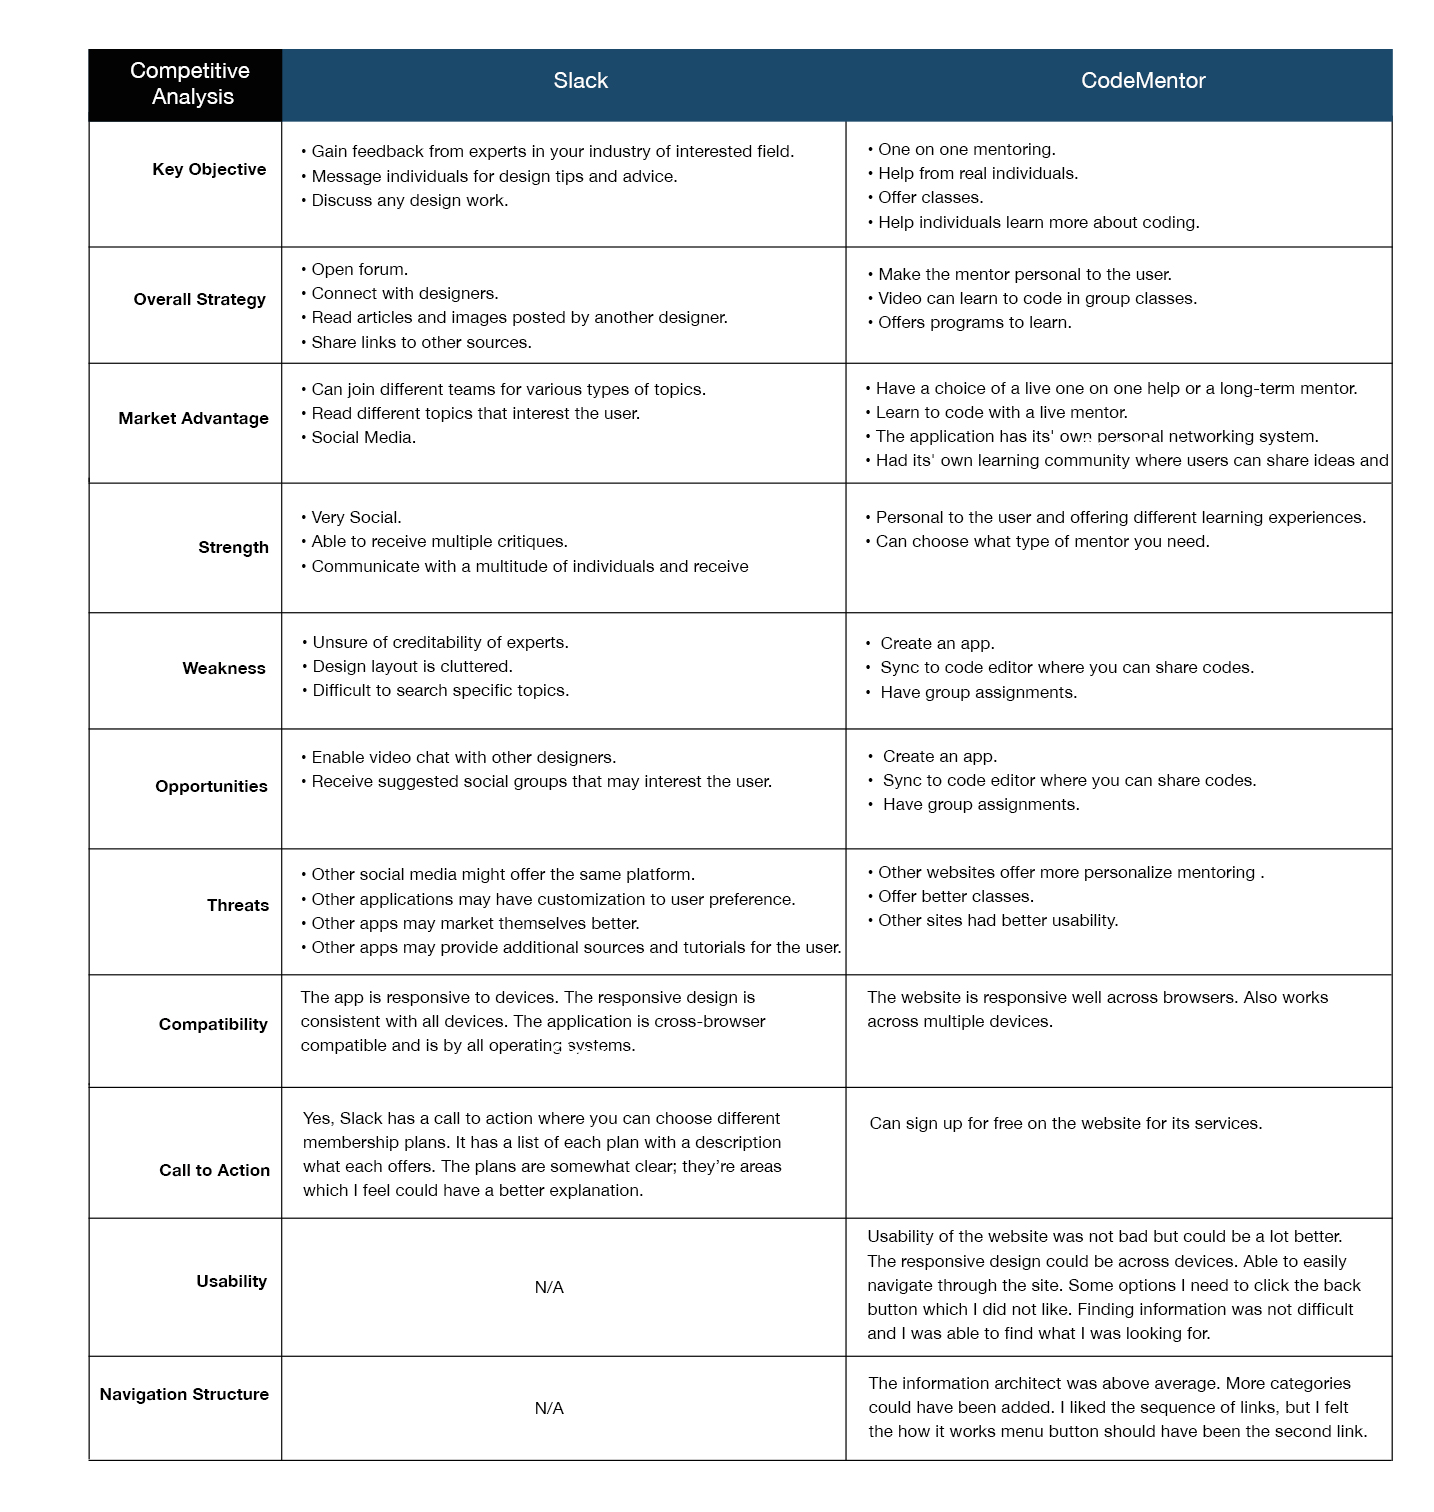 Competitive
Analysis
Slack
CodeMentor
Key Objective
• Gain feedback from experts in your industry of interested field.
• Message individuals for design tips and advice.
• Discuss any design work.
• One on one mentoring.
• Help from real individuals.
• Offer classes.
• Help individuals learn more about coding.
Overall Strategy
• Open forum.
• Connect with designers.
• Read articles and images posted by another designer.
• Share links to other sources.
• Make the mentor personal to the user.
• Video can learn to code in group classes.
• Offers programs to learn.
Market Advantage
• Can join different teams for various types of topics.
• Read different topics that interest the user.
• Social Media.
• Have a choice of a live one on one help or a long-term mentor.
• Learn to code with a live mentor.
• The application has its' own personal networking system.
• Had its' own learning community where users can share ideas and
Strength
• Very Social.
• Able to receive multiple critiques.
• Communicate with a multitude of individuals and receive
• Personal to the user and offering different learning experiences.
• Can choose what type of mentor you need.
Weakness
• Unsure of creditability of experts.
• Design layout is cluttered.
• Difficult to search specific topics.
• Create an app.
• Sync to code editor where you can share codes.
• Have group assignments.
Opportunities
• Enable video chat with other designers.
• Receive suggested social groups that may interest the user.
• Create an app.
• Sync to code editor where you can share codes.
• Have group assignments.
Threats
• Other social media might offer the same platform.
• Other applications may have customization to user preference.
• Other apps may market themselves better.
• Other apps may provide additional sources and tutorials for the user.
• Other websites offer more personalize mentoring .
• Offer better classes.
• Other sites had better usability.
Compatibility
The app is responsive to devices. The responsive design is
consistent with all devices. The application is cross-browser
compatible and is by all operating systems.
The website is responsive well across browsers. Also works
across multiple devices.
Call to Action
Yes, Slack has a call to action where you can choose different
membership plans. It has a list of each plan with a description
what each offers. The plans are somewhat clear; they’re areas
which I feel could have a better explanation.
Can sign up for free on the website for its services.
Usability
N/A
Usability of the website was not bad but could be a lot better.
The responsive design could be across devices. Able to easily
navigate through the site. Some options I need to click the back
button which I did not like. Finding information was not difficult
and I was able to find what I was looking for.
Navigation Structure
N/A
The information architect was above average. More categories
could have been added. I liked the sequence of links, but I felt
the how it works menu button should have been the second link.